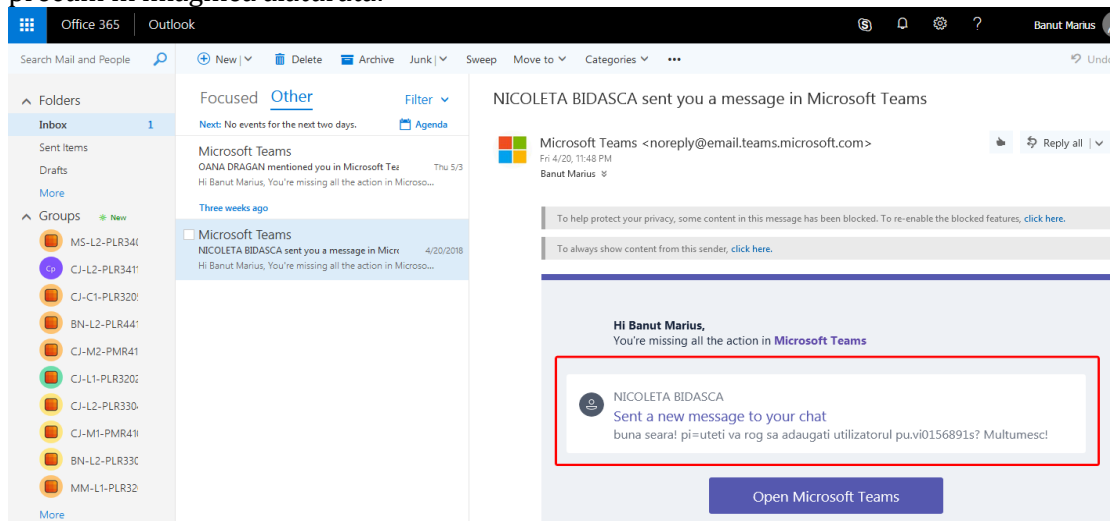 Office 365
Outlook
Banut Marius
Search Mail and People
New
Delete
Archive
Junk
Sweep
Move to
Categories
Folders
Inbox 1
Sent Items
Drafts
More
Groups
New
MS-L2-PLR34
CJ-L2-PLR341
CJ-C1-PLR320
BN-L2-PLR44
CJ-M2-PMR41
CJ-L1-PLR3202
CJ-L2-PLR330
CJ-M1-PMR41
BN-L2-PLR330
MM-L1-PLR32
More
Focused Other Filter
Next: No events for the next two days. Agenda
Microsoft Teams
OANA DRAGAN mentioned you in Microsoft Tea Thu 5/3
Hi Banut Marius, You're missing all the action in Microso...
Three weeks ago
Microsoft Teams
NICOLETA BIDASCA sent you a message in Micro 4/20/2018
Hi Banut Marius, You're missing all the action in Microso...
NICOLETA BIDASCA sent you a message in Microsoft Teams
Microsoft Teams <noreply@email.teams.microsoft.com>
Reply all
Fri 4/20, 11:48 PM
Banut Marius
To help protect your privacy, some content in this message has been blocked. To re-enable the blocked features, click here.
To always show content from this sender, click here.
Hi Banut Marius,
You're missing all the action in Microsoft Teams
NICOLETA BIDASCA
Sent a new message to your chat
buna seara! pi=uteti va rog sa adaugati utilizatorul pu.vi0156891s? Multumesc!
Open Microsoft Teams